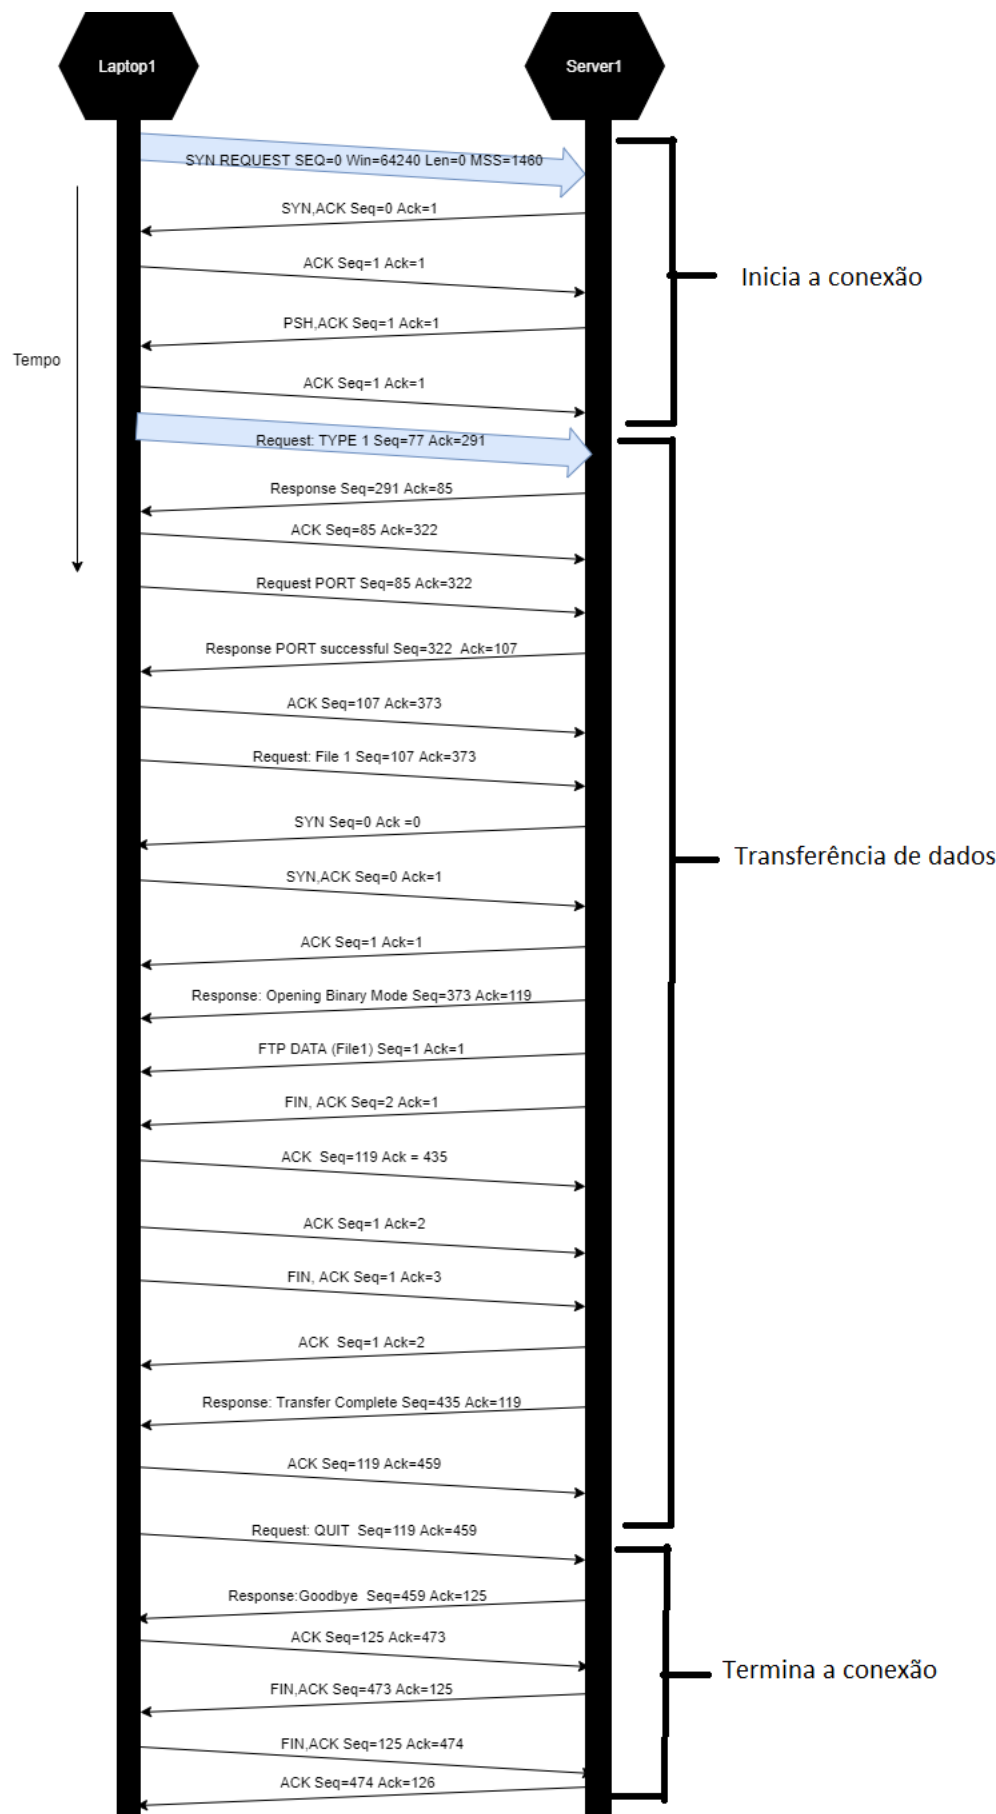 Laptop1
Server1
SYN REQUEST SEQ=0 Win=64240 Len=0 MSS=1460
SYN,ACK Seq=0 Ack=1
ACK Seq=1 Ack=1
Inicia a conexão
PSH,ACK Seq=1 Ack=1
Tempo
ACK Seq=1 Ack=1
Request: TYPE 1 Seq=77 Ack=291
Response Seq=291 Ack=85
ACK Seq=85 Ack=322
Request PORT Seq=85 Ack=322
Response PORT successful Seq=322  Ack=107
ACK Seq=107 Ack=373
Request: File 1 Seq=107 Ack=373
SYN Seq=0 Ack =0
Transferência de dados
SYN,ACK Seq=0 Ack=1
ACK Seq=1 Ack=1
Response: Opening Binary Mode Seq=373 Ack=119
FTP DATA (File1) Seq=1 Ack=1
FIN, ACK Seq=2 Ack=1
ACK  Seq=119 Ack = 435
ACK Seq=1 Ack=2
FIN, ACK Seq=1 Ack=3
ACK  Seq=1 Ack=2
Response: Transfer Complete Seq=435 Ack=119
ACK Seq=119 Ack=459
Request: QUIT  Seq=119 Ack=459
Response:Goodbye  Seq=459 Ack=125
ACK Seq=125 Ack=473
Termina a conexão
FIN,ACK Seq=473 Ack=125
FIN,ACK Seq=125 Ack=474
ACK Seq=474 Ack=126